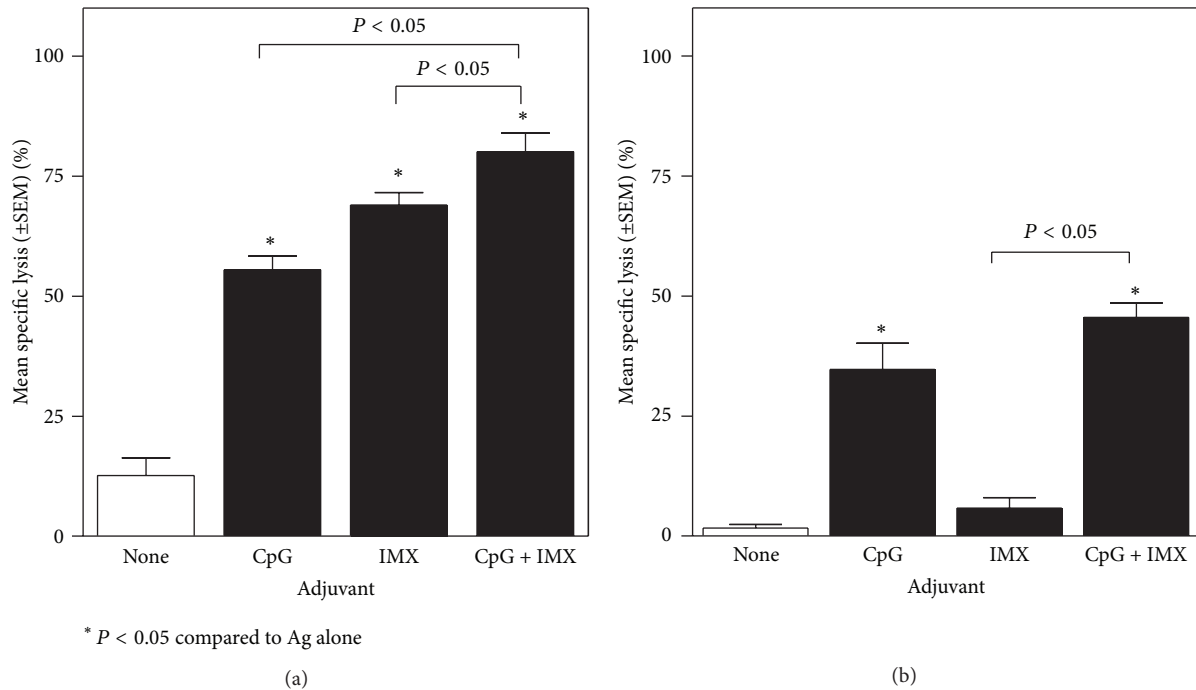 Mean specific lysis (±SEM) (%)
100
75
50
25
0
P < 0.05
P < 0.05
*
*
*
None
CpG
IMX
CpG + IMX
Adjuvant
* P < 0.05 compared to Ag alone
(a)
Mean specific lysis (±SEM) (%)
100
75
50
25
0
P < 0.05
*
*
None
CpG
IMX
CpG + IMX
Adjuvant
(b)